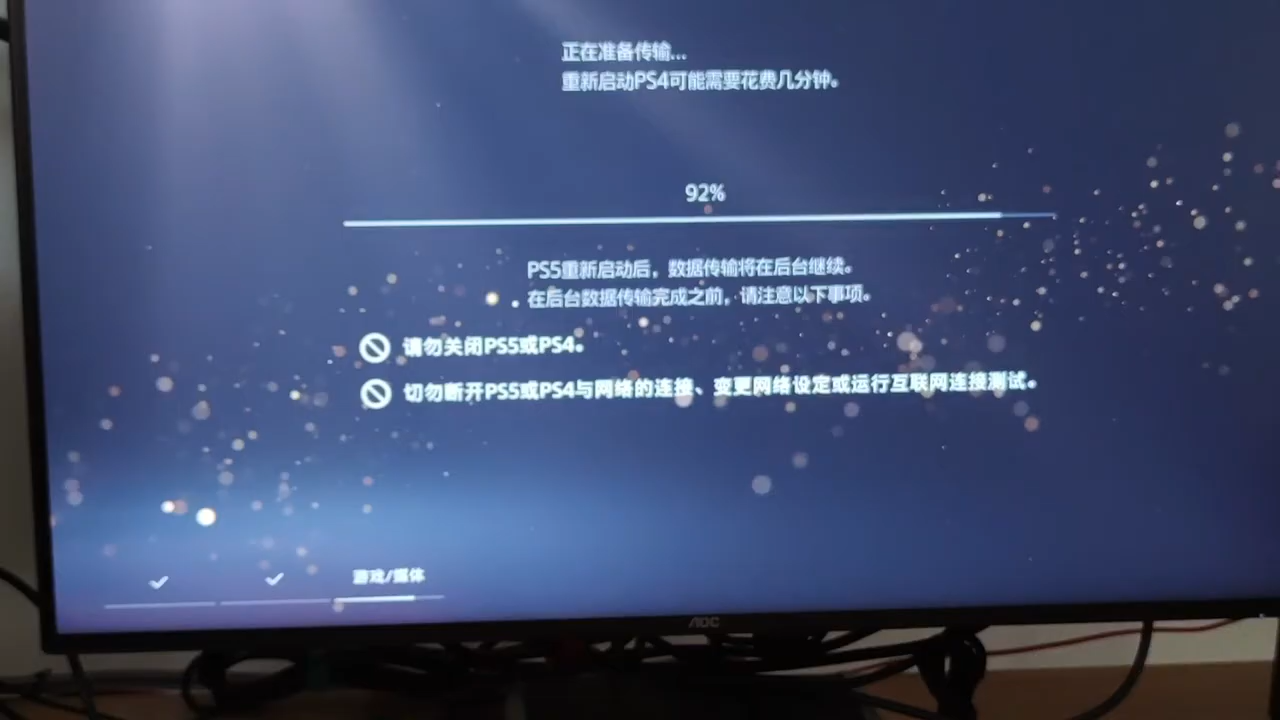 正在准备传输...
重新启动PS4可能需要花费几分钟。
92%
PS5重新启动后，数据传输将在后台继续。
在后台数据传输完成之前，请注意以下事项。
请勿关闭PS5或PS4。
切勿断开PS5或PS4与网络的连接、变更网络设定或运行互联网连接测试。
游戏/媒体
AOC